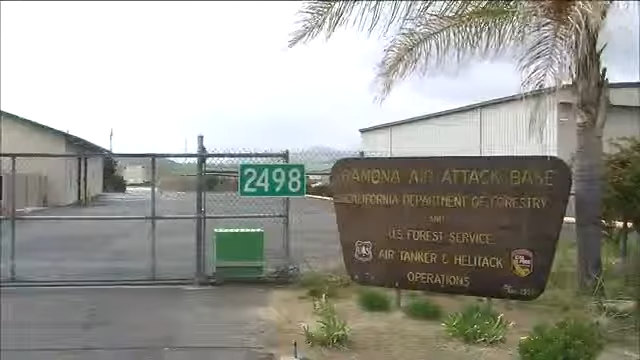 2498
RAMONA AIR ATTACK BASE
CALIFORNIA DEPARTMENT OF FORESTRY
AND
U.S. FOREST SERVICE
AIR TANKER & HELITACK
OPERATIONS